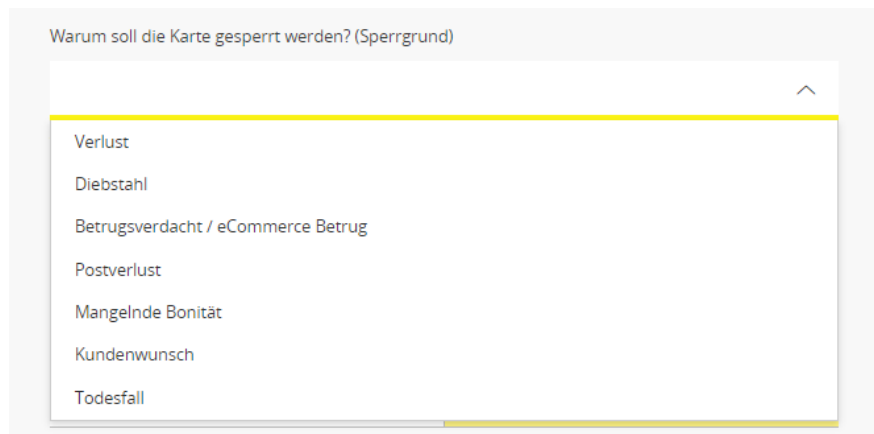 Warum soll die Karte gesperrt werden? (Sperrgrund)
Verlust
Diebstahl
Betrugsverdacht / eCommerce Betrug
Postverlust
Mangelnde Bonität
Kundenwunsch
Todesfall